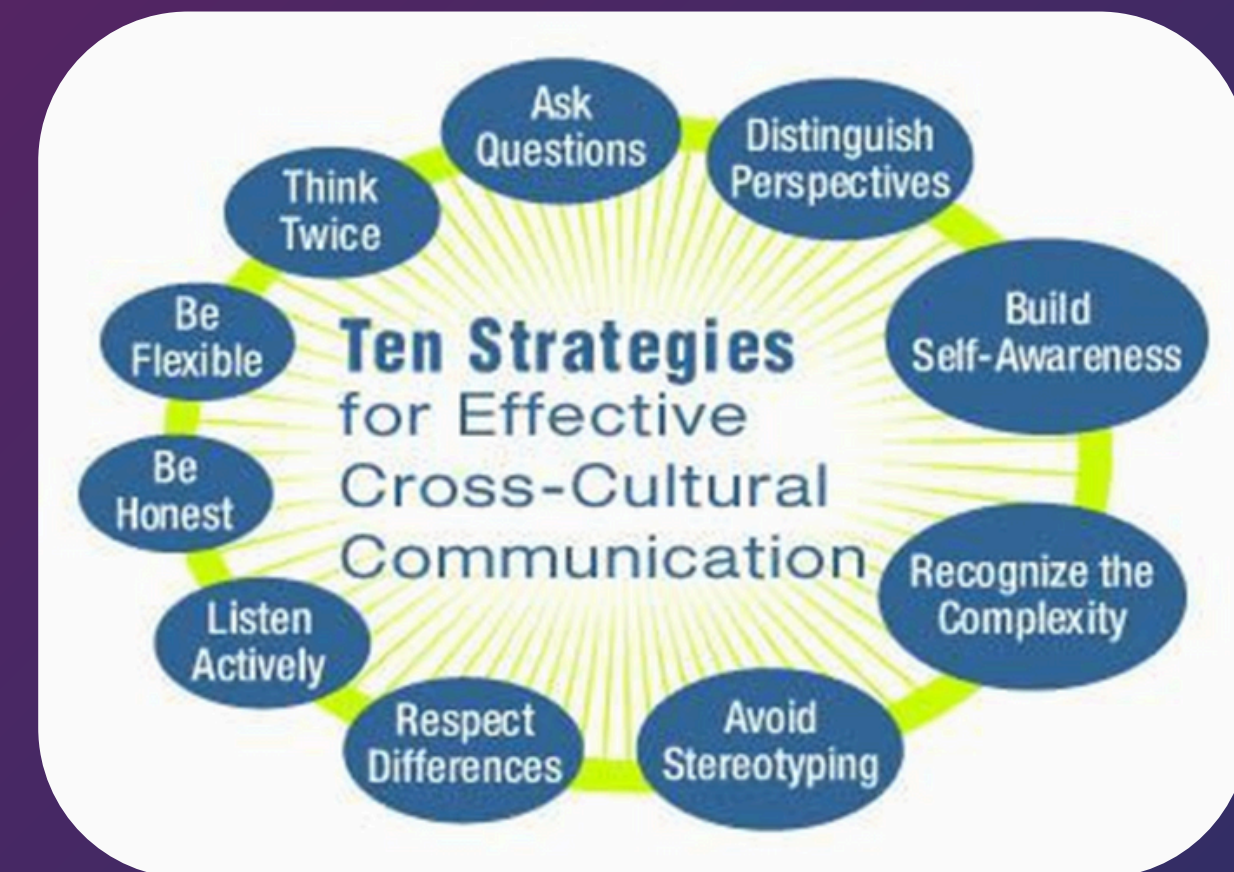 Ten Strategies
for Effective
Cross-Cultural
Communication
Ask
Questions
Distinguish
Perspectives
Build
Self-Awareness
Recognize the
Complexity
Avoid
Stereotyping
Respect
Differences
Listen
Actively
Be
Honest
Be
Flexible
Think
Twice